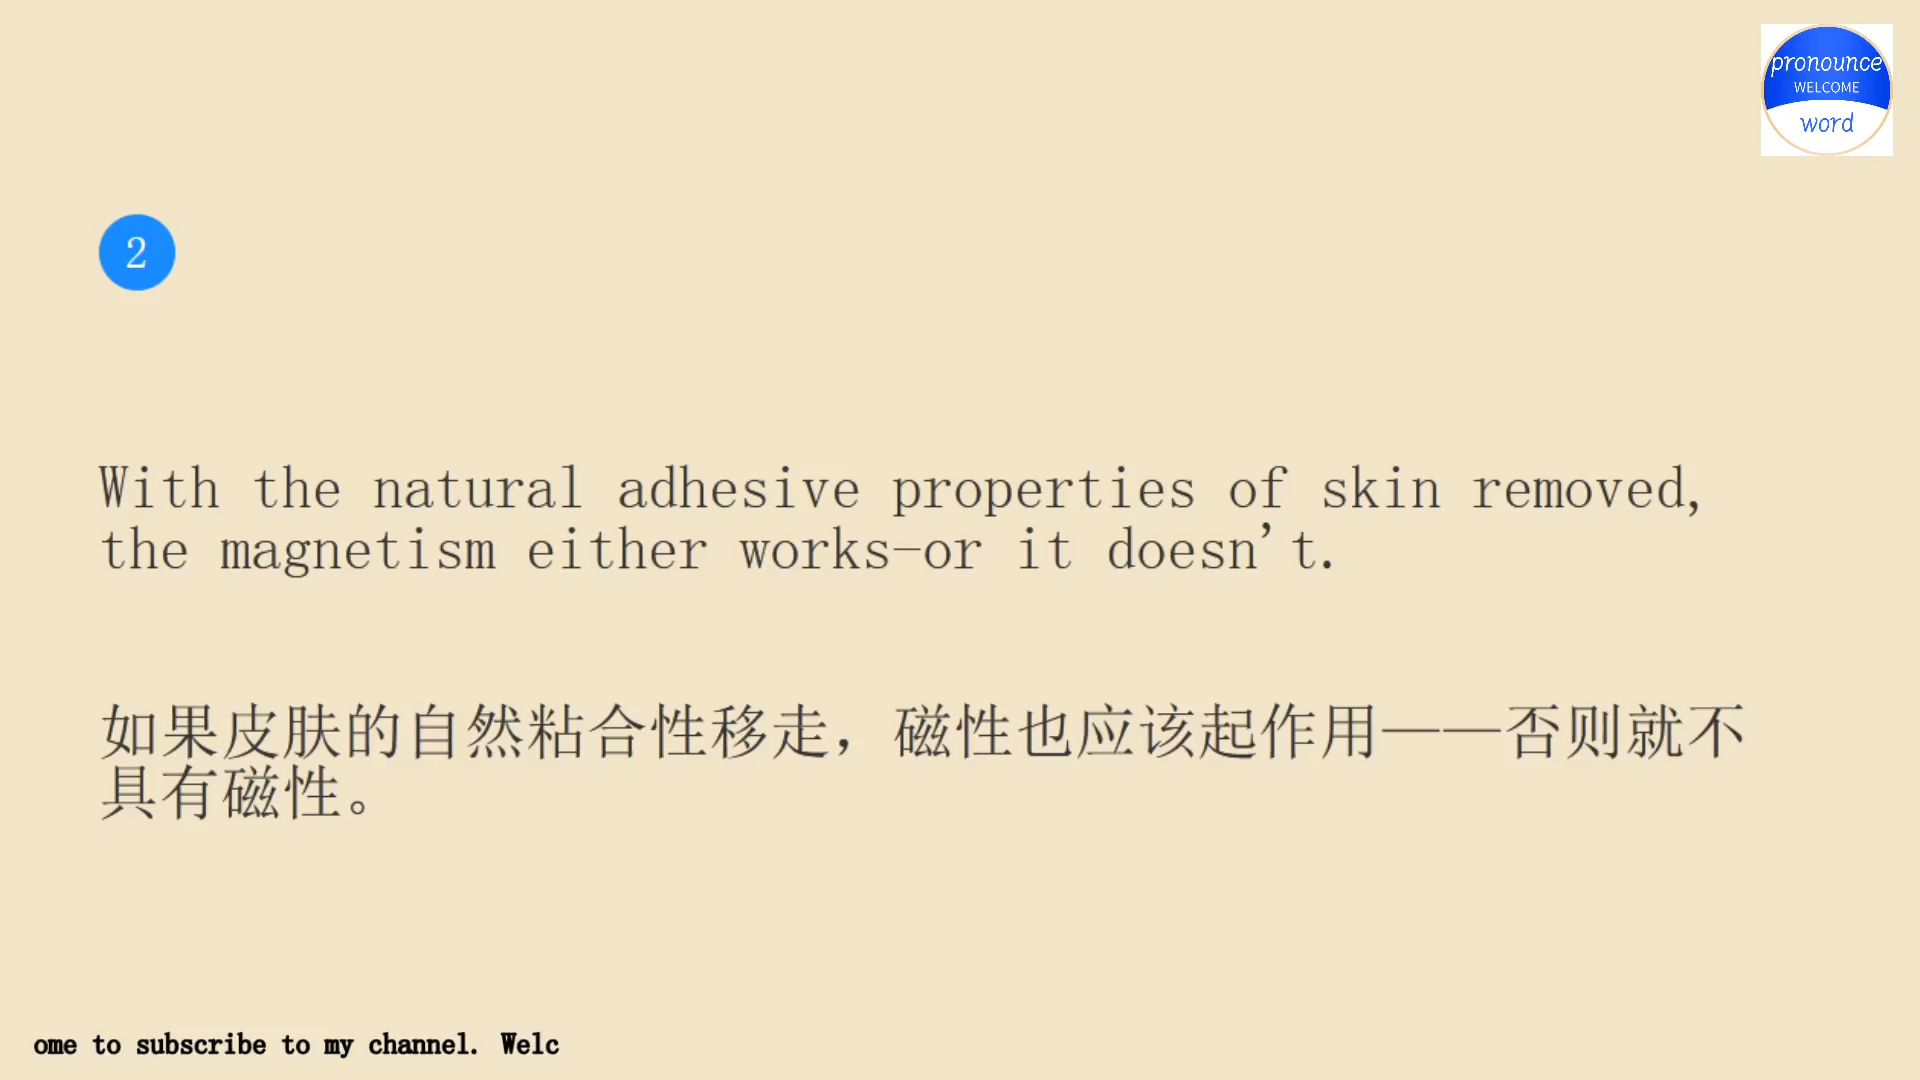 pronounce
WELCOME
word
2
With the natural adhesive properties of skin removed,
the magnetism either works-or it doesn't.
如果皮肤的自然粘合性移走，磁性也应该起作用——否则就不
具有磁性。
ome to subscribe to my channel. Welc